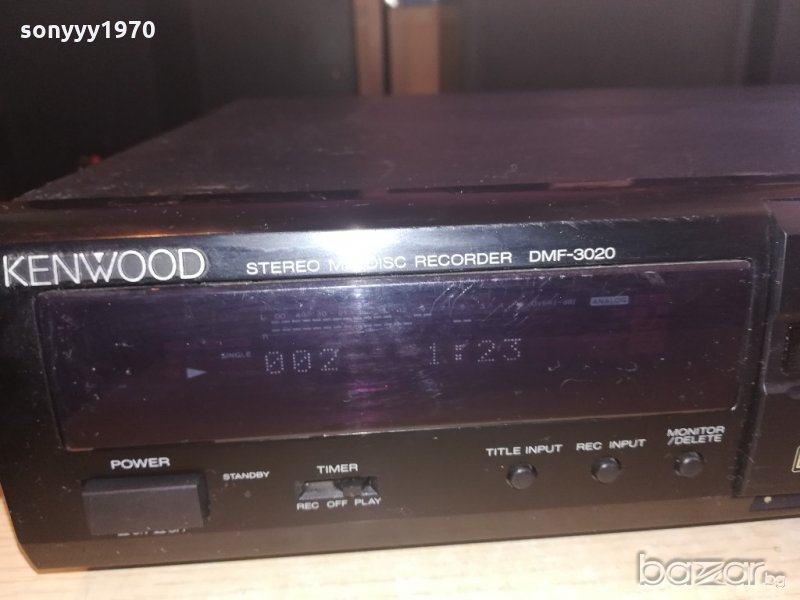 sonyyy1970
KENWOOD STEREO MINIDISC RECORDER DMF-3020
ANALOG
SINGLE 002 1:23
POWER
STANDBY
TIMER
REC OFF PLAY
TITLE INPUT
REC INPUT
MONITOR
/DELETE
bazar.bg